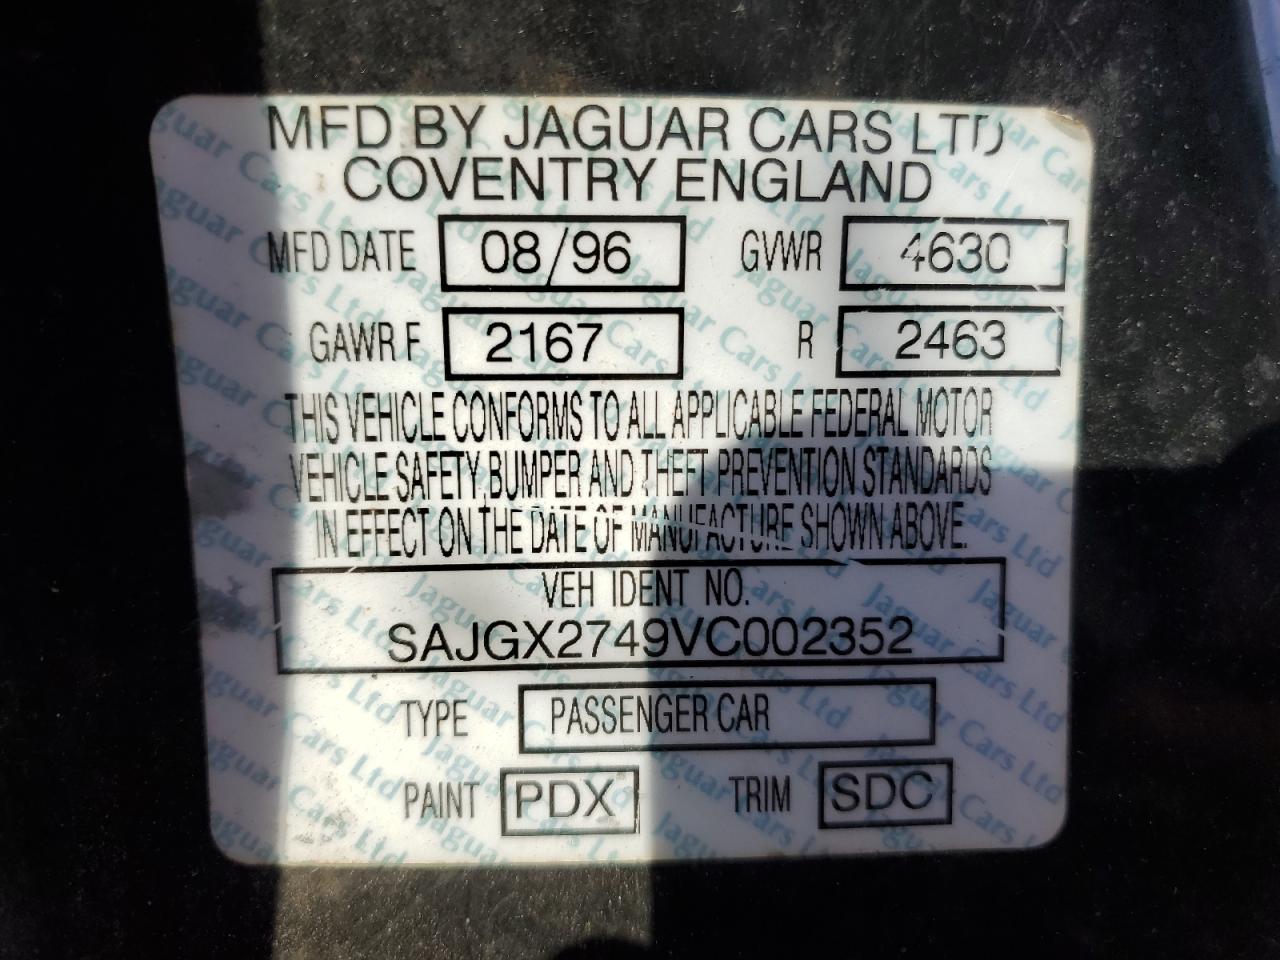 MFD BY JAGUAR CARS LTD
COVENTRY ENGLAND
MFD DATE 08/96 GVWR 4630
GAWR F 2167 R 2463
THIS VEHICLE CONFORMS TO ALL APPLICABLE FEDERAL MOTOR
VEHICLE SAFETY, BUMPER AND THEFT PREVENTION STANDARDS
IN EFFECT ON THE DATE OF MANUFACTURE SHOWN ABOVE.
VEH IDENT NO.
SAJGX2749VC002352
TYPE PASSENGER CAR
PAINT PDX TRIM SDC